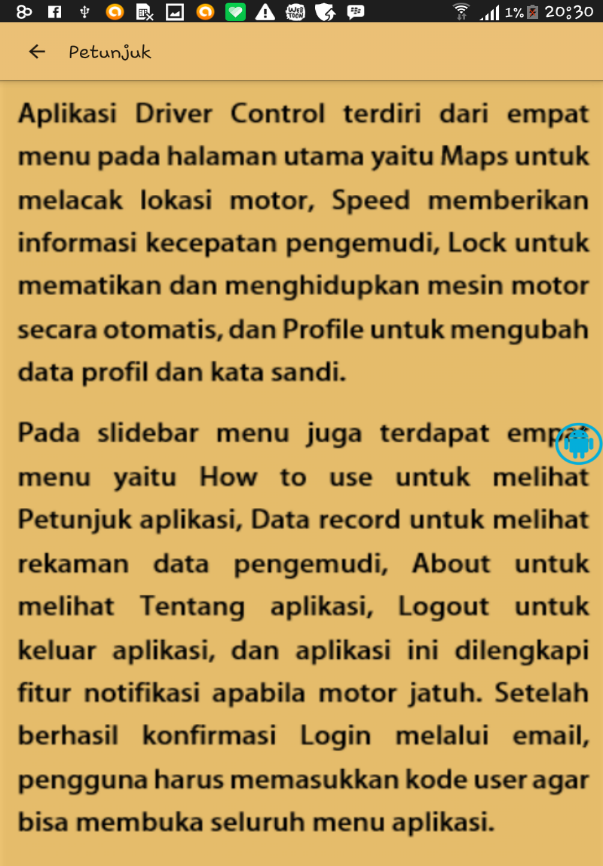 1% 20:30
Petunjuk
Aplikasi Driver Control terdiri dari empat
menu pada halaman utama yaitu Maps untuk
melacak lokasi motor, Speed memberikan
informasi kecepatan pengemudi, Lock untuk
mematikan dan menghidupkan mesin motor
secara otomatis, dan Profile untuk mengubah
data profil dan kata sandi.
Pada slidebar menu juga terdapat empat
menu yaitu How to use untuk melihat
Petunjuk aplikasi, Data record untuk melihat
rekaman data pengemudi, About untuk
melihat Tentang aplikasi, Logout untuk
keluar aplikasi, dan aplikasi ini dilengkapi
fitur notifikasi apabila motor jatuh. Setelah
berhasil konfirmasi Login melalui email,
pengguna harus memasukkan kode user agar
bisa membuka seluruh menu aplikasi.